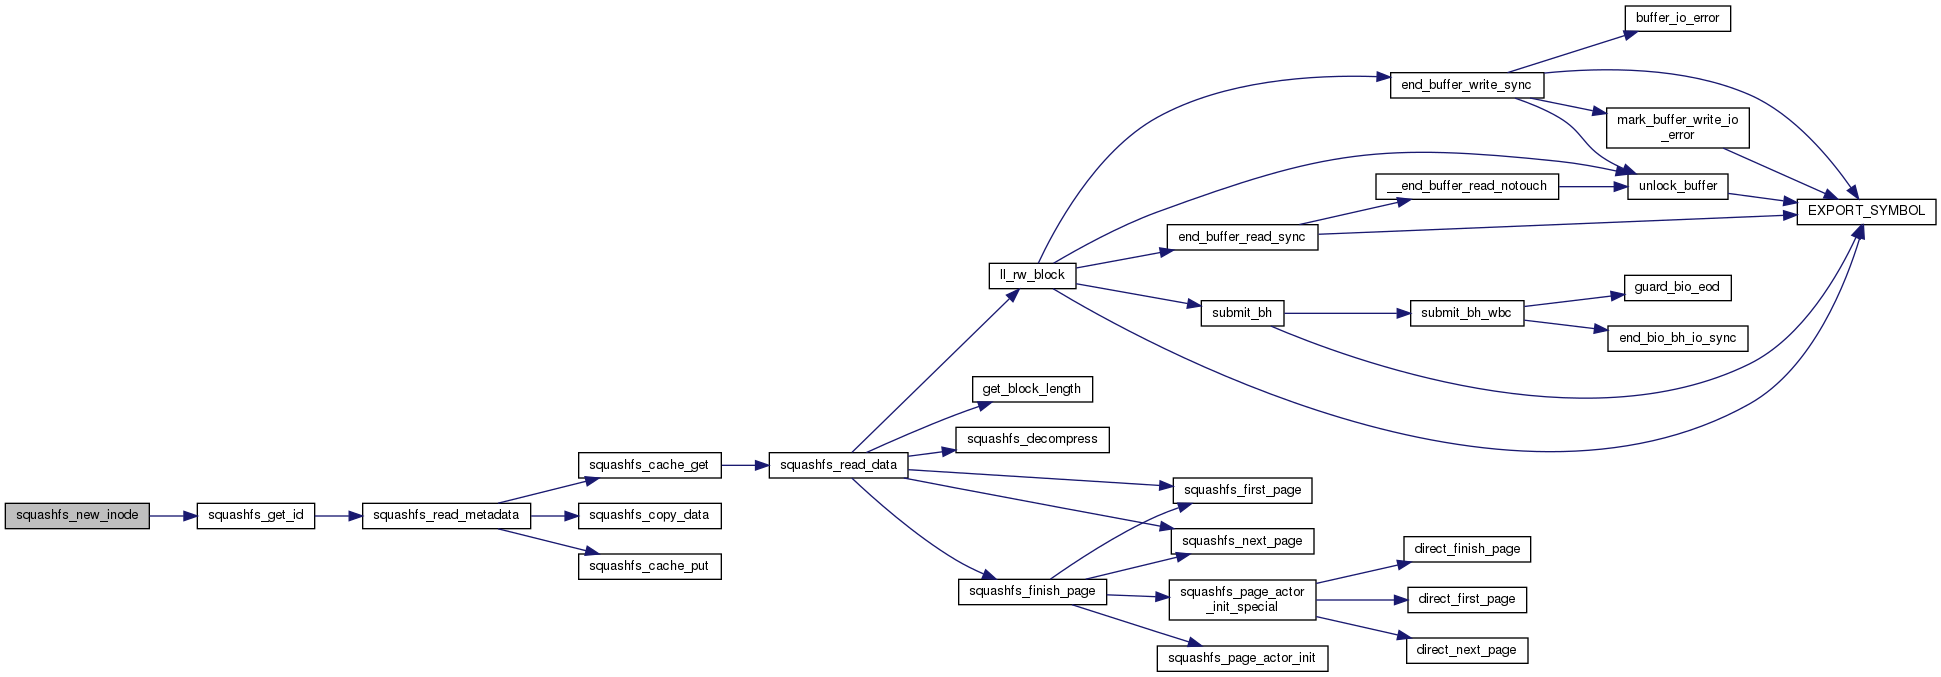 buffer_io_error
end_buffer_write_sync
mark_buffer_write_io
_error
__end_buffer_read_notouch
unlock_buffer
EXPORT_SYMBOL
end_buffer_read_sync
ll_rw_block
guard_bio_eod
submit_bh
submit_bh_wbc
end_bio_bh_io_sync
get_block_length
squashfs_decompress
squashfs_cache_get
squashfs_read_data
squashfs_first_page
squashfs_new_inode
squashfs_get_id
squashfs_read_metadata
squashfs_copy_data
squashfs_next_page
direct_finish_page
squashfs_cache_put
squashfs_finish_page
squashfs_page_actor
_init_special
direct_first_page
direct_next_page
squashfs_page_actor_init